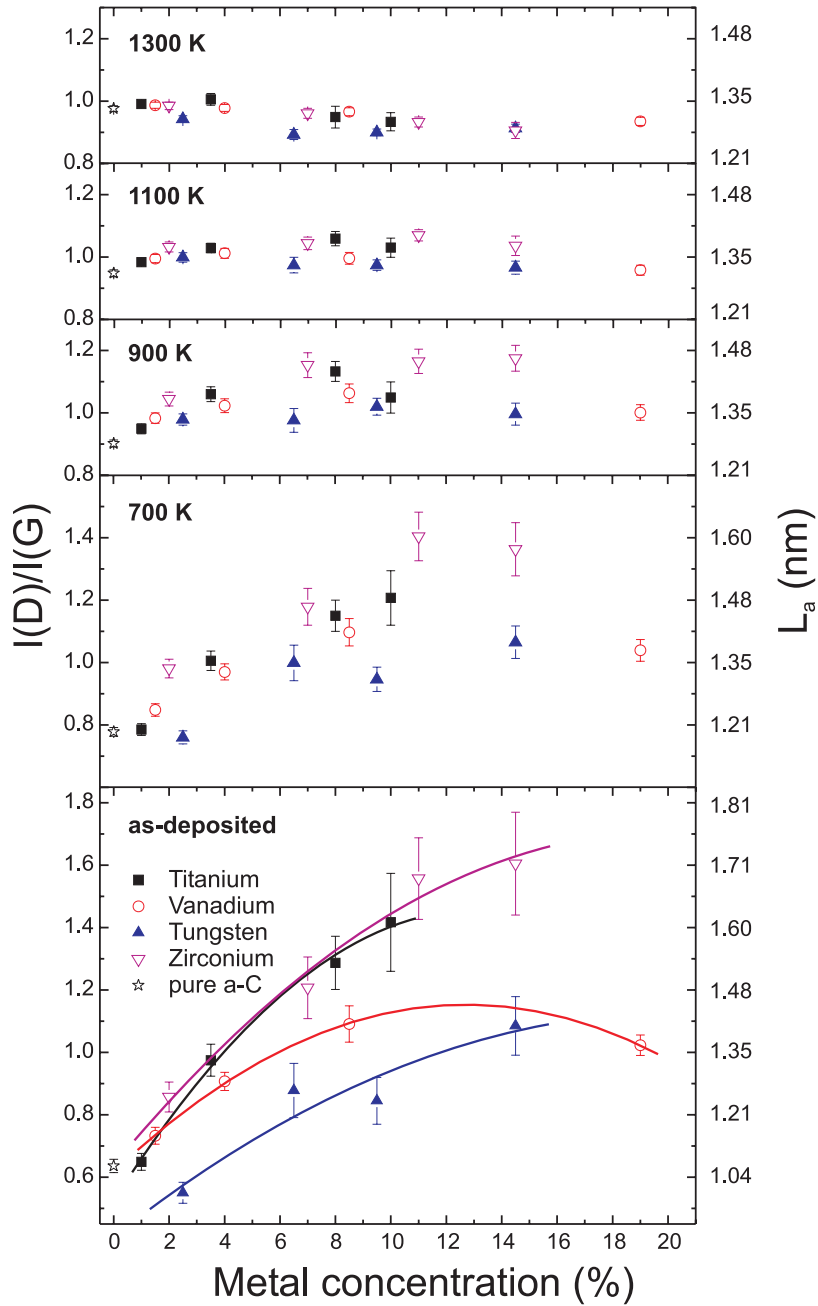 1300 K
1.2
1.0
0.8
1.48
1.35
1.21
1100 K
1.2
1.0
0.8
1.48
1.35
1.21
900 K
1.2
1.0
0.8
1.48
1.35
1.21
700 K
1.4
1.2
1.0
0.8
1.60
1.48
1.35
1.21
I(D)/I(G)
La (nm)
as-deposited
Titanium
Vanadium
Tungsten
Zirconium
pure a-C
1.8
1.6
1.4
1.2
1.0
0.8
0.6
1.81
1.71
1.60
1.48
1.35
1.21
1.04
0 2 4 6 8 10 12 14 16 18 20
Metal concentration (%)